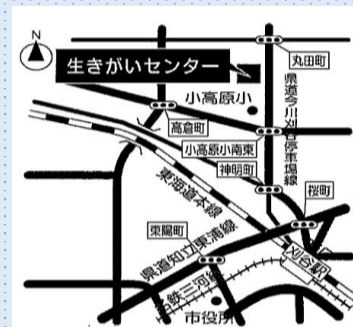 N
丸田町
生きがいセンター
小高原小
県道今川刈谷停車場線
高倉町
小高原小南東
神明町
東海道本線
桜町
東陽町
県道知立東浦線
刈谷駅
名鉄三河線
市役所